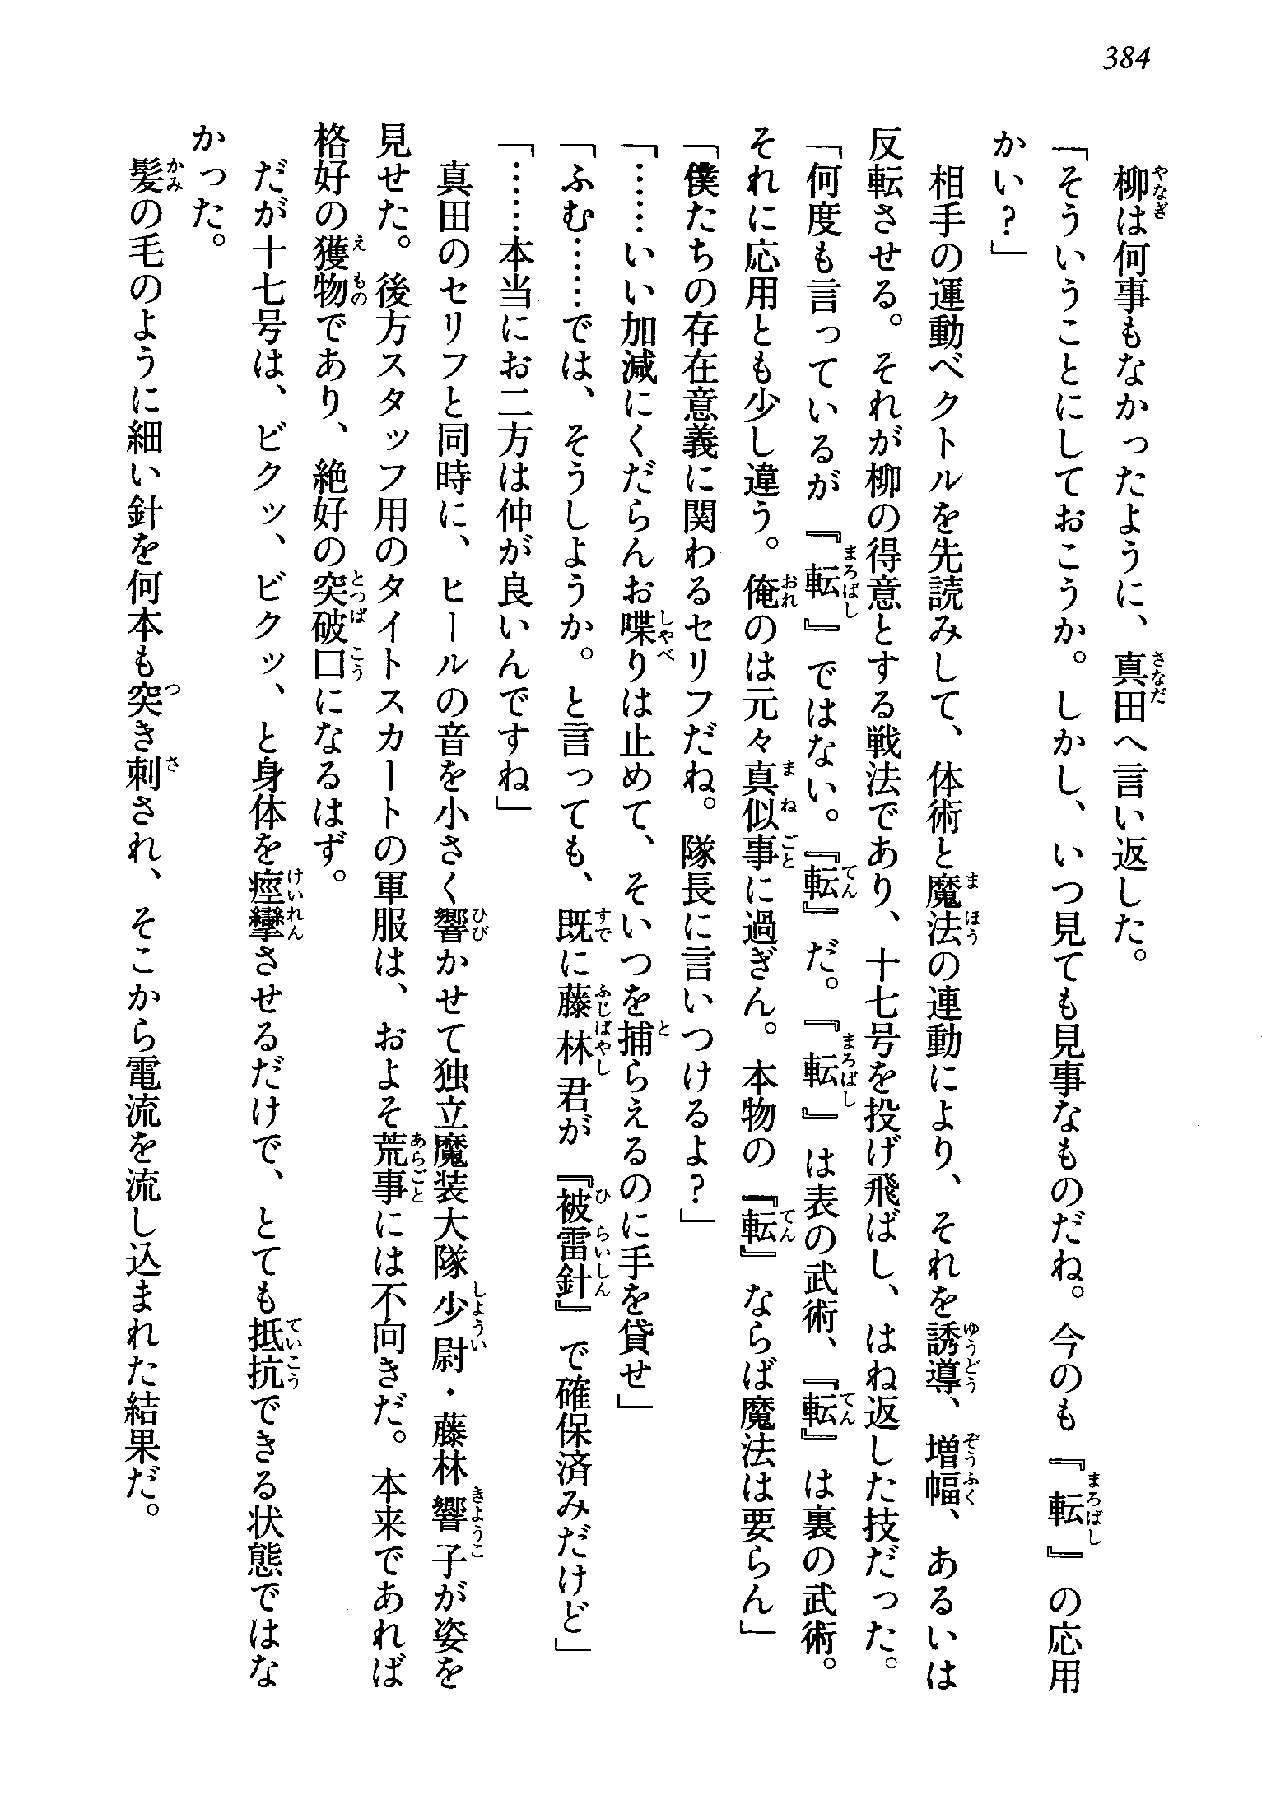 384
柳は何事もなかったように、真田へ言い返した。
「そういうことにしておこうか。しかし、いつ見ても見事なものだね。今のも『転』の応用
かい？」
相手の運動ベクトルを先読みして、体術と魔法の連動により、それを誘導、増幅、あるいは
反転させる。それが柳の得意とする戦法であり、十七号を投げ飛ばし、はね返した技だった。
「何度も言っているが『転』ではない。『転』だ。『転』は表の武術、『転』は裏の武術。
それに応用とも少し違う。俺のは元々真似事に過ぎん。本物の『転』ならば魔法は要らん」
「僕たちの存在意義に関わるセリフだね。隊長に言いつけるよ？」
「……いい加減にくだらんお喋りは止めて、そいつを捕らえるのに手を貸せ」
「ふむ……では、そうしようか。と言っても、既に藤林君が『被雷針』で確保済みだけど」
「……本当にお二方は仲が良いんですね」
真田のセリフと同時に、ヒールの音を小さく響かせて独立魔装大隊少尉・藤林響子が姿を
見せた。後方スタッフ用のタイトスカートの軍服は、およそ荒事には不向きだ。本来であれば
格好の獲物であり、絶好の突破口になるはず。
だが十七号は、ビクッ、ビクッ、と身体を痙攣させるだけで、とても抵抗できる状態ではな
かった。
髪の毛のように細い針を何本も突き刺され、そこから電流を流し込まれた結果だ。